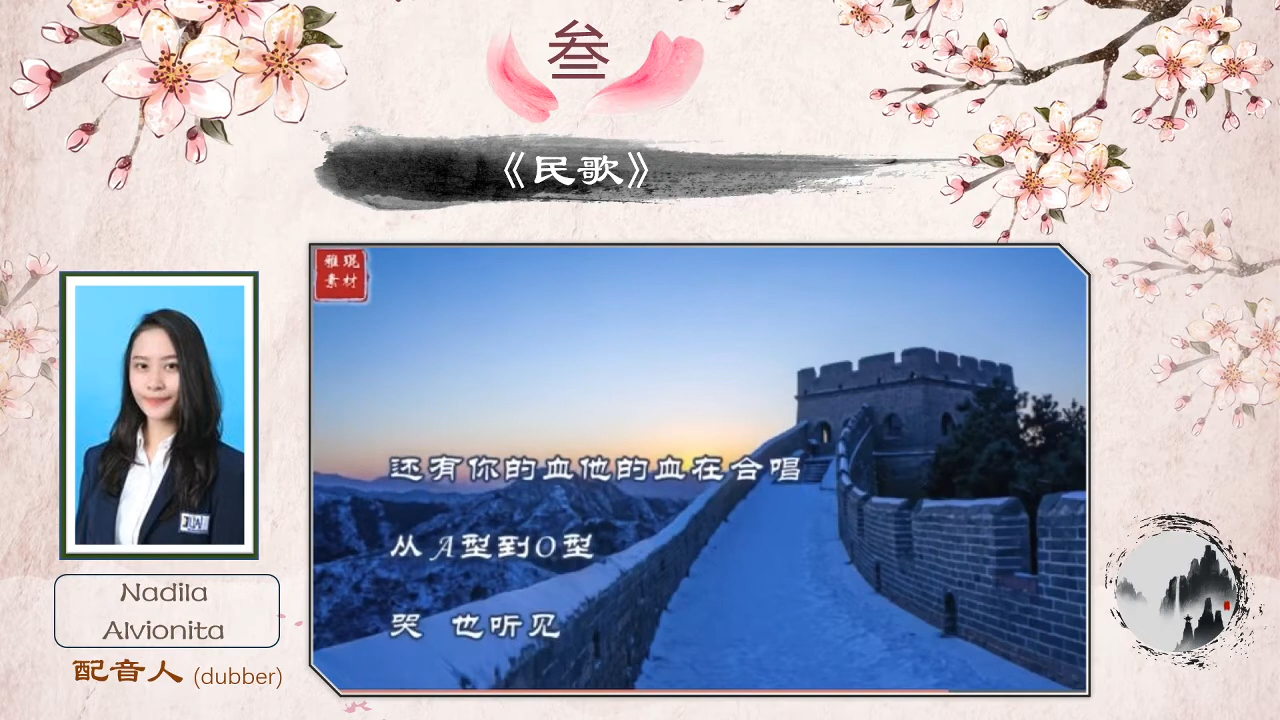 叁
《民歌》
雅琨
素材
还有你的血他的血在合唱
从A型到O型
哭 也听见
Nadila
Alvionita
配音人 (dubber)